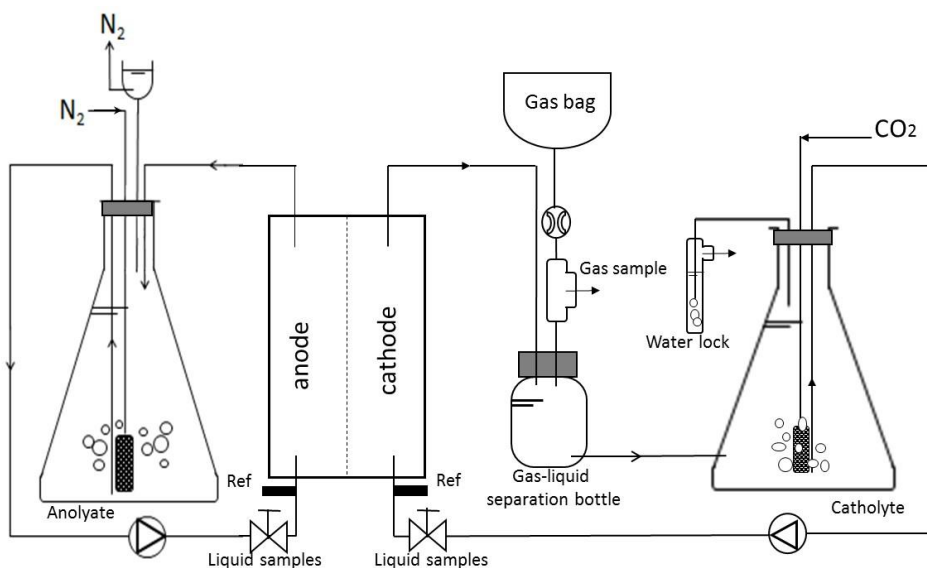 N₂
N₂
Gas bag
CO₂
Gas sample
Water lock
anode
cathode
Ref
Ref
Gas-liquid
separation bottle
Anolyate
Catholyte
Liquid samples
Liquid samples